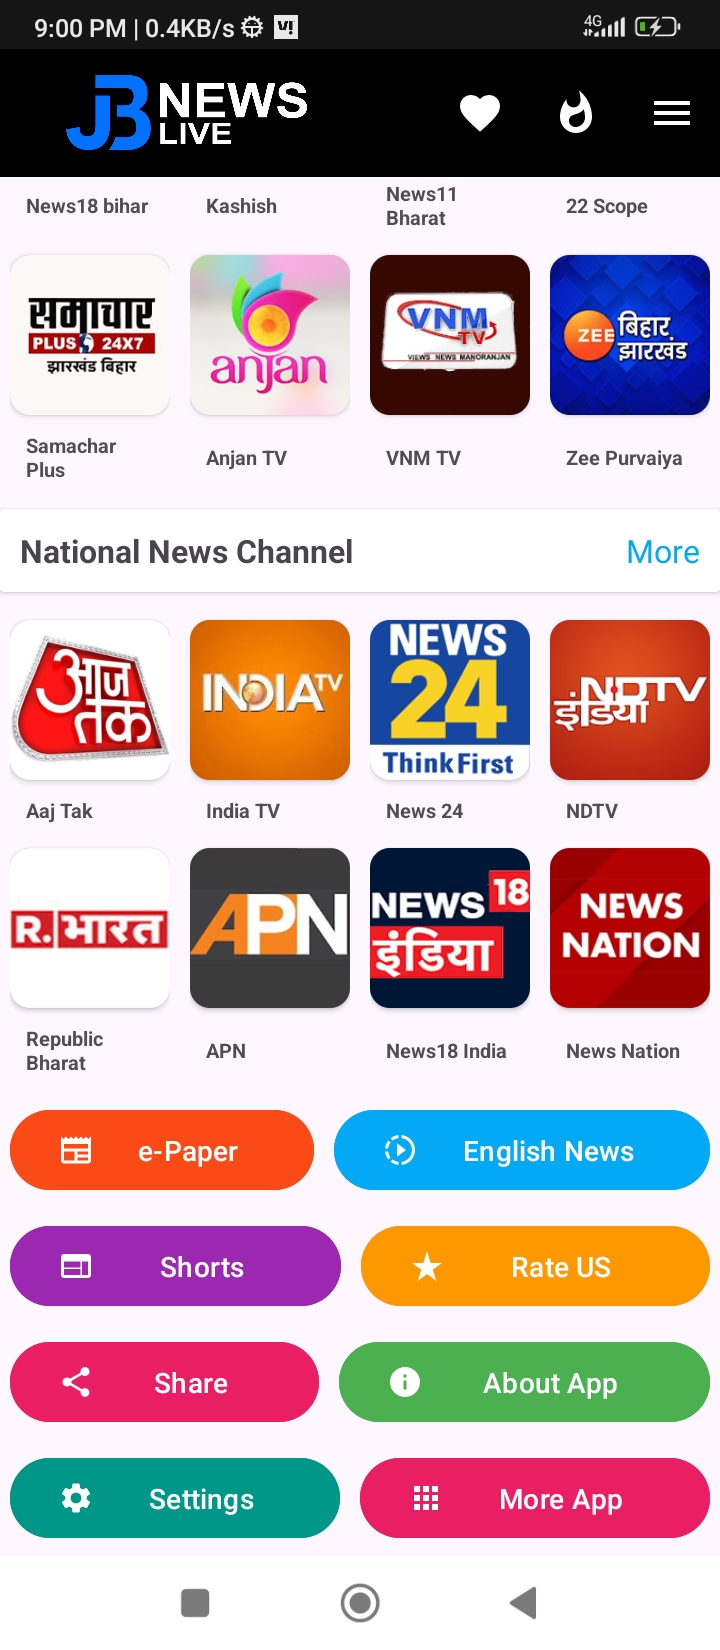 9:00 PM | 0.4KB/s
4G
JB NEWS
LIVE
News18 bihar
Kashish
News11
Bharat
22 Scope
समाचार
PLUS 24X7
झारखंड बिहार
anjan
VNM
TV
VIEWS NEWS MANORANJAN
ZEE बिहार
झारखंड
Samachar
Plus
Anjan TV
VNM TV
Zee Purvaiya
National News Channel
More
आज
तक
INDIA TV
NEWS
24
Think First
NDTV
इंडिया
Aaj Tak
India TV
News 24
NDTV
R. भारत
APN
NEWS 18
इंडिया
NEWS
NATION
Republic
Bharat
APN
News18 India
News Nation
e-Paper
English News
Shorts
Rate US
Share
About App
Settings
More App